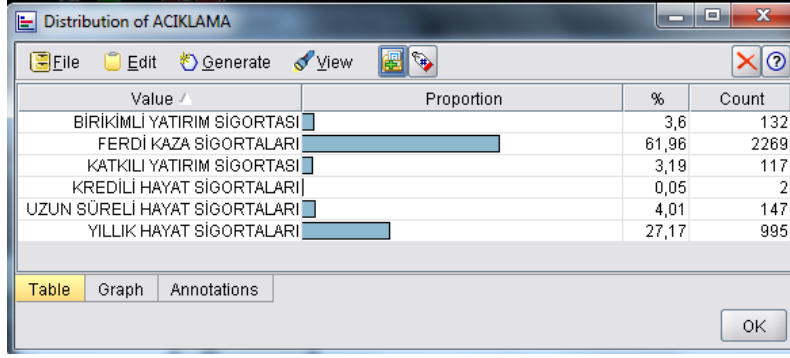 Distribution of ACIKLAMA
File Edit Generate View
Value Proportion % Count
BİRİKİMLİ YATIRIM SİGORTASI 3,6 132
FERDİ KAZA SİGORTALARI 61,96 2269
KATKILI YATIRIM SİGORTASI 3,19 117
KREDİLİ HAYAT SİGORTALARI 0,05 2
UZUN SÜRELİ HAYAT SİGORTALARI 4,01 147
YILLIK HAYAT SİGORTALARI 27,17 995
Table Graph Annotations
OK